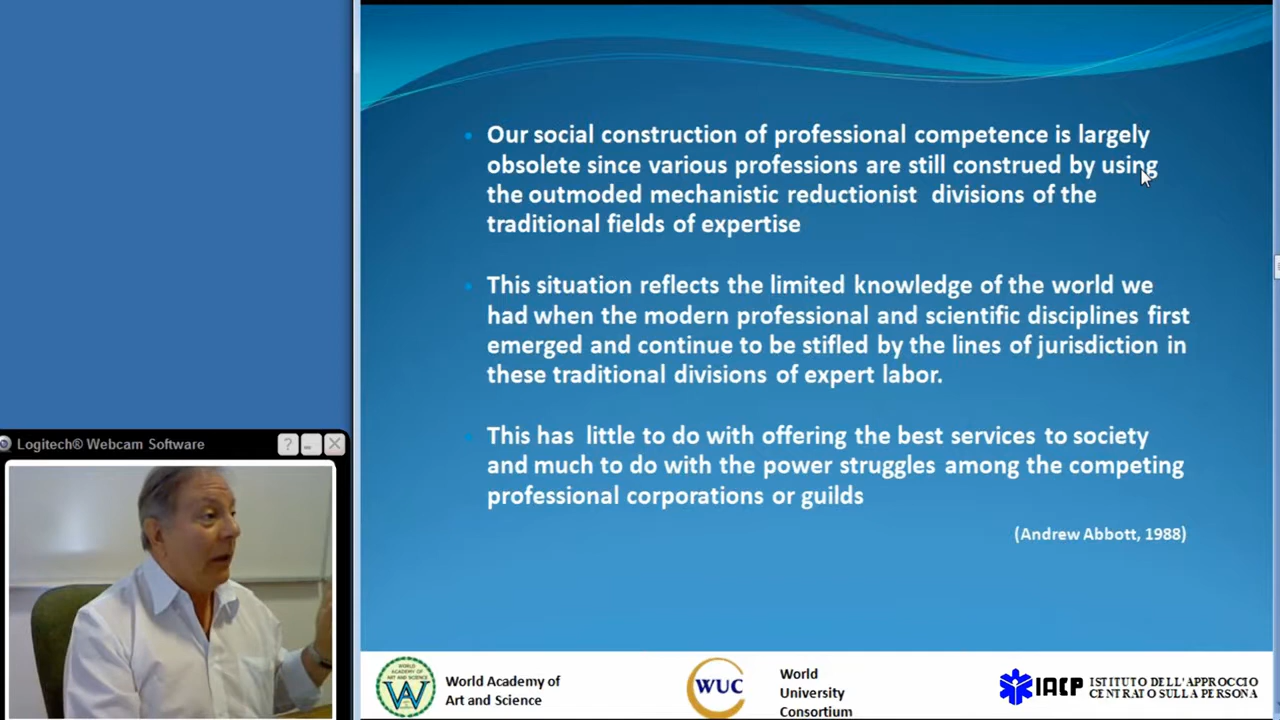 Our social construction of professional competence is largely
obsolete since various professions are still construed by using
the outmoded mechanistic reductionist divisions of the
traditional fields of expertise
This situation reflects the limited knowledge of the world we
had when the modern professional and scientific disciplines first
emerged and continue to be stifled by the lines of jurisdiction in
these traditional divisions of expert labor.
This has little to do with offering the best services to society
and much to do with the power struggles among the competing
professional corporations or guilds
(Andrew Abbott, 1988)
Logitech® Webcam Software
WORLD ACADEMY OF ART AND SCIENCE
World Academy of
Art and Science
WUC
World
University
Consortium
IACP
ISTITUTO DELL'APPROCCIO
CENTRATO SULLA PERSONA